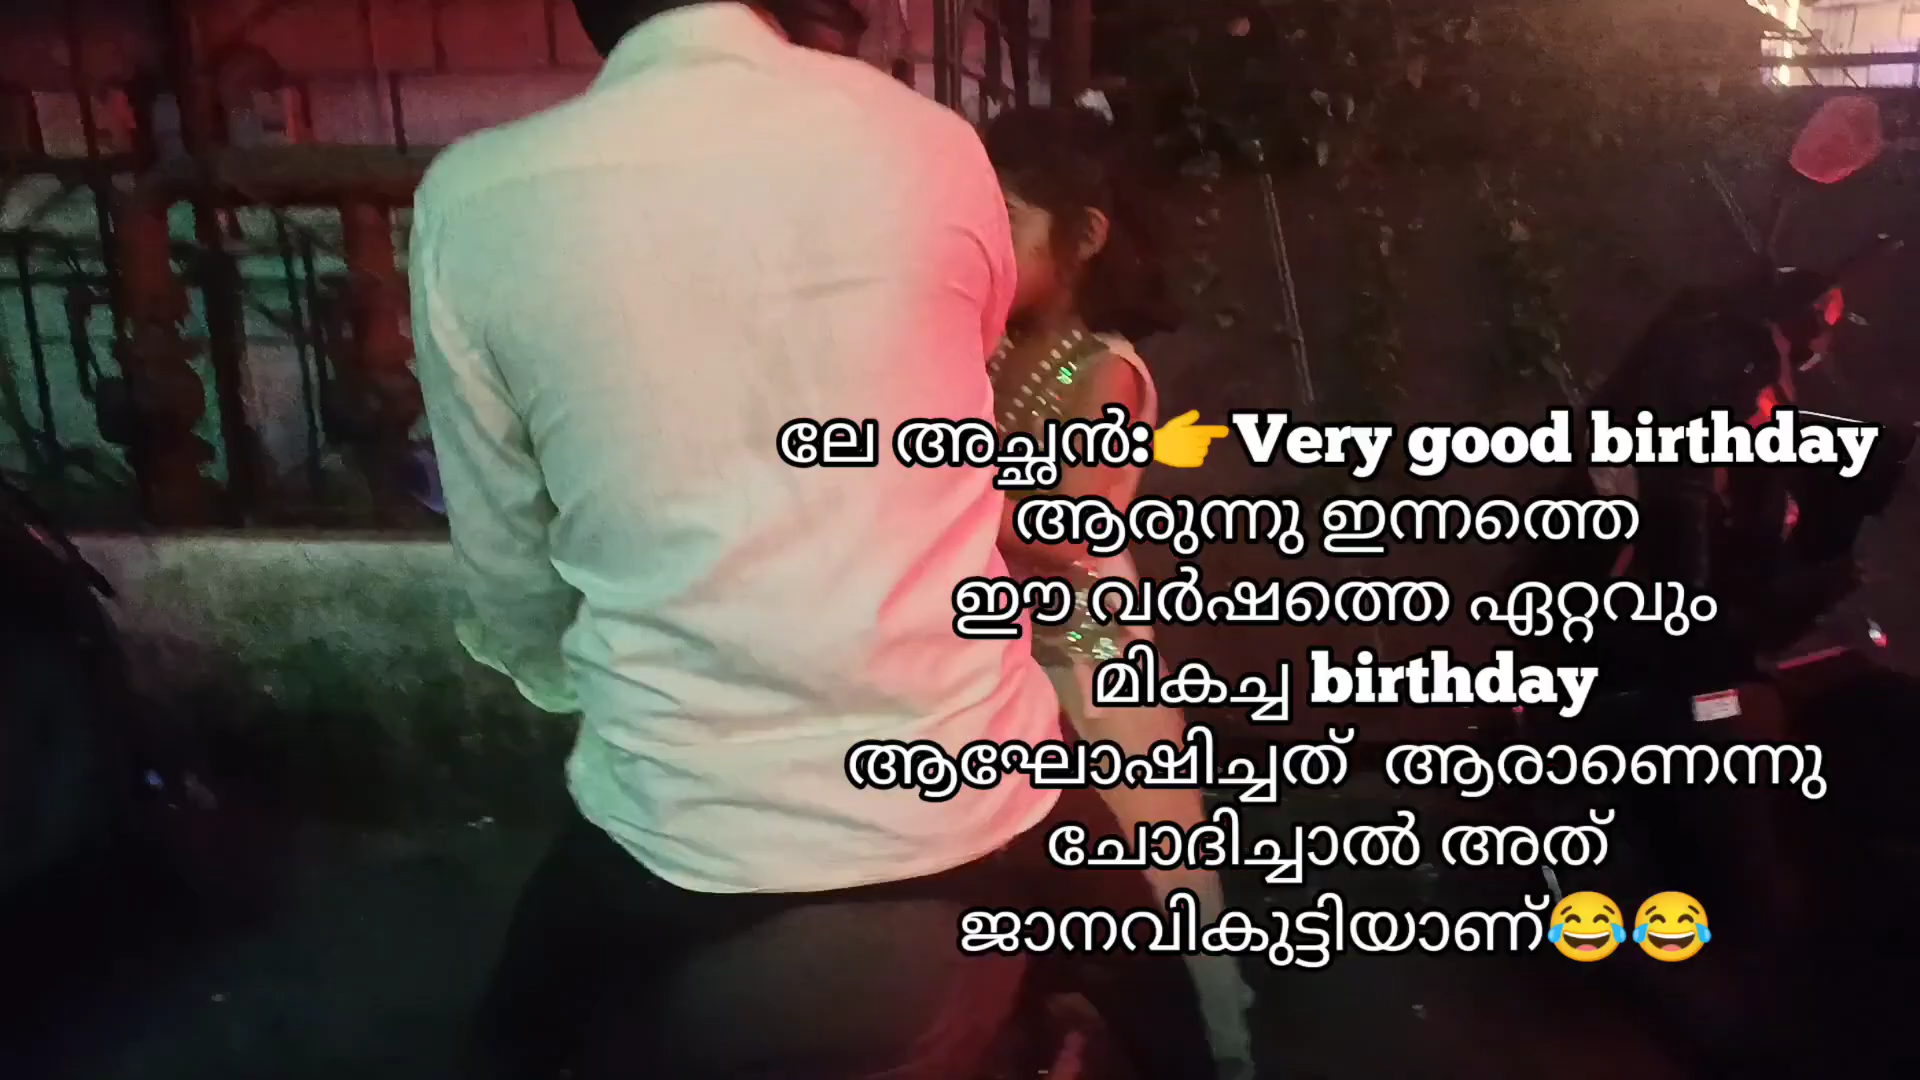 ലേ അച്ഛൻ:👉Very good birthday
ആരുന്നു ഇന്നത്തെ
ഈ വർഷത്തെ ഏറ്റവും
മികച്ച birthday
ആഘോഷിച്ചത് ആരാണെന്നു
ചോദിച്ചാൽ അത്
ജാനവികുട്ടിയാണ്😂😂